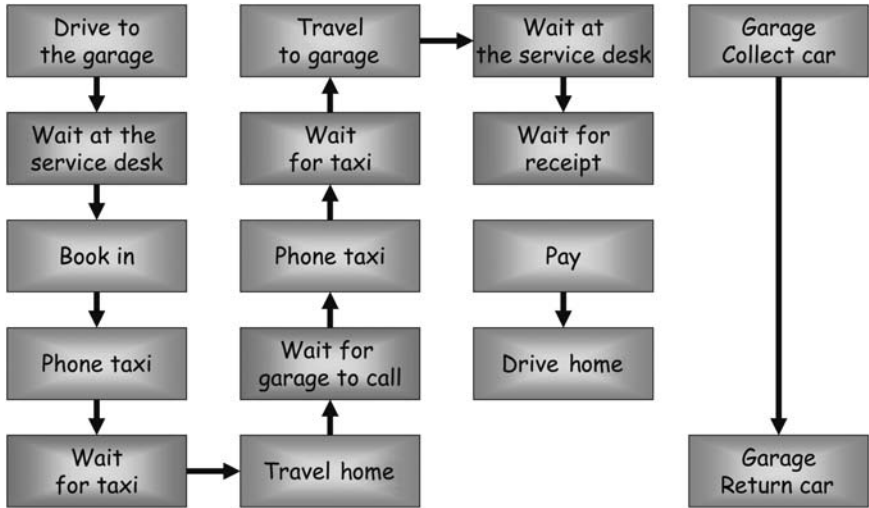 Drive to
the garage
Wait at the
service desk
Book in
Phone taxi
Wait
for taxi
Travel home
Wait for
garage to call
Phone taxi
Wait
for taxi
Travel
to garage
Wait at
the service desk
Wait for
receipt
Pay
Drive home
Garage
Collect car
Garage
Return car